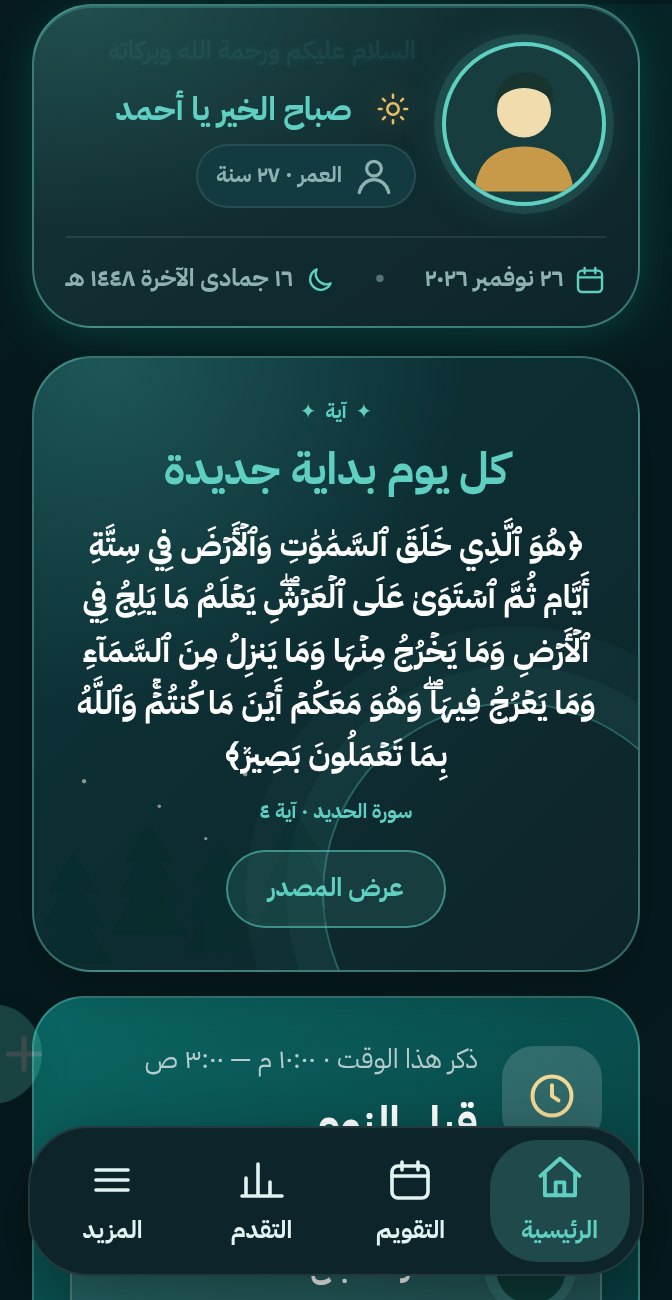 السلام عليكم ورحمة الله وبركاته
صباح الخير يا أحمد
العمر · ٢٧ سنة
٢٦ نوفمبر ٢٠٢٦ • ١٦ جمادى الآخرة ١٤٤٨ هـ
✦ آية ✦
كل يوم بداية جديدة
﴿هُوَ ٱلَّذِي خَلَقَ ٱلسَّمَٰوَٰتِ وَٱلۡأَرۡضَ فِي سِتَّةِ
أَيَّامٖ ثُمَّ ٱسۡتَوَىٰ عَلَى ٱلۡعَرۡشِۖ يَعۡلَمُ مَا يَلِجُ فِي
ٱلۡأَرۡضِ وَمَا يَخۡرُجُ مِنۡهَا وَمَا يَنزِلُ مِنَ ٱلسَّمَآءِ
وَمَا يَعۡرُجُ فِيهَاۖ وَهُوَ مَعَكُمۡ أَيۡنَ مَا كُنتُمۡۚ وَٱللَّهُ
بِمَا تَعۡمَلُونَ بَصِيرٞ﴾
سورة الحديد · آية ٤
عرض المصدر
ذكر هذا الوقت · ١٠:٠٠ م — ٣:٠٠ ص
قبل النوم
الرئيسية
التقويم
التقدم
المزيد